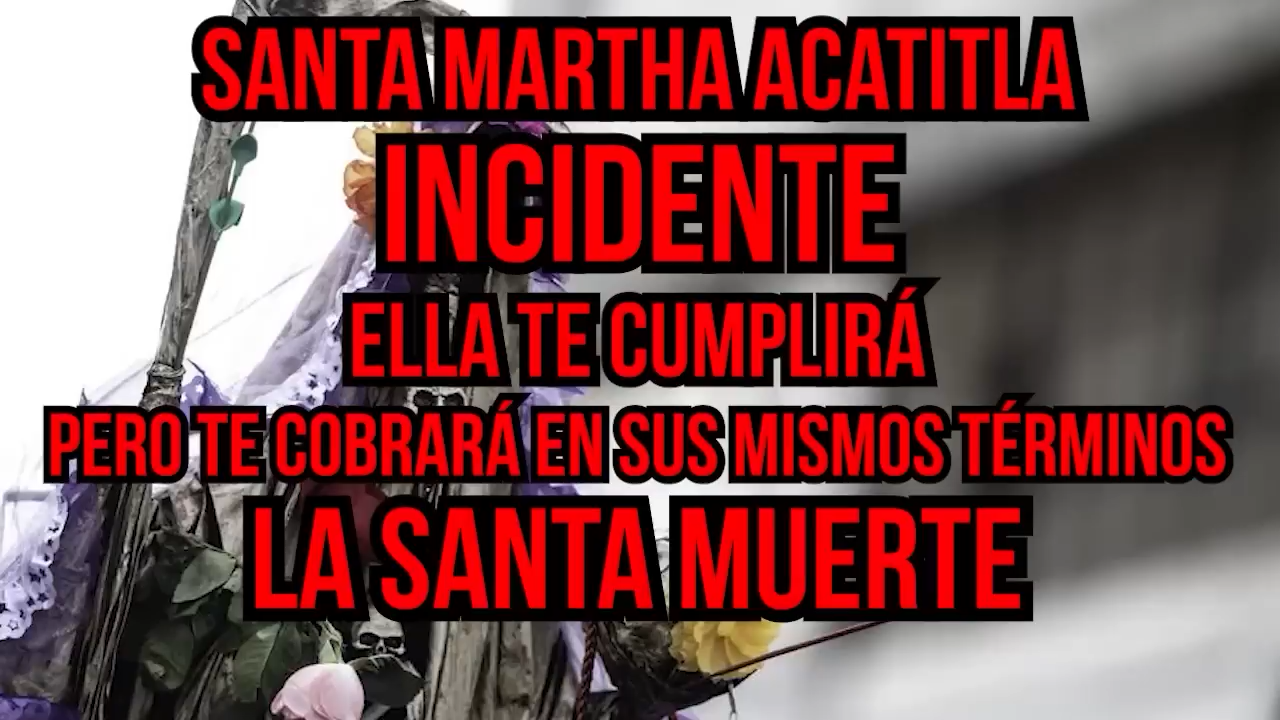 SANTA MARTHA ACATITLA
INCIDENTE
ELLA TE CUMPLIRÁ
PERO TE COBRARÁ EN SUS MISMOS TÉRMINOS
LA SANTA MUERTE